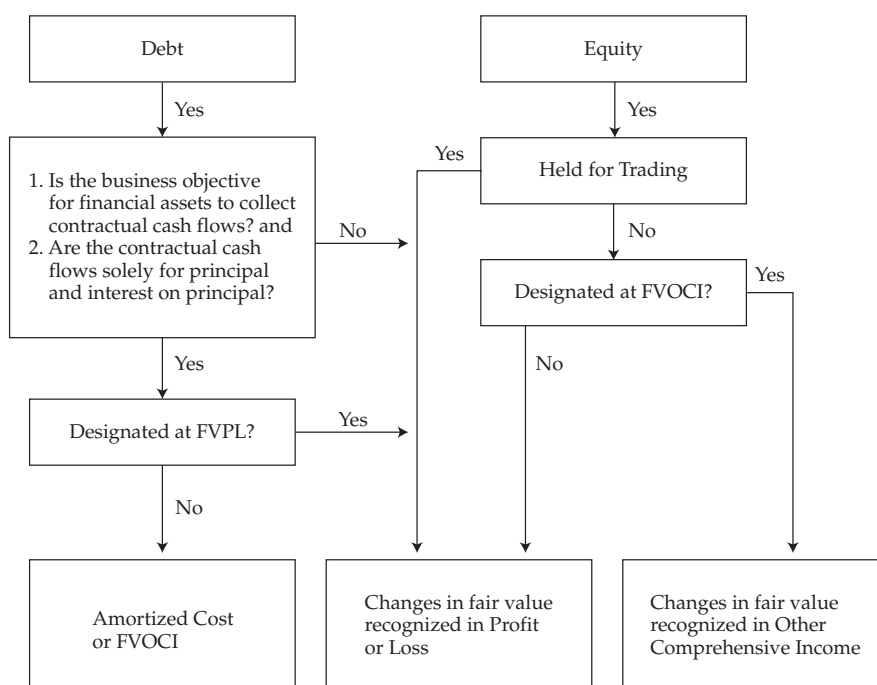 Debt
Equity
Yes
Yes
1. Is the business objective
for financial assets to collect
contractual cash flows? and
2. Are the contractual cash
flows solely for principal
and interest on principal?
No
Yes
Held for Trading
No
Designated at FVOCI?
Yes
Yes
No
Designated at FVPL?
Yes
No
Amortized Cost
or FVOCI
Changes in fair value
recognized in Profit
or Loss
Changes in fair value
recognized in Other
Comprehensive Income